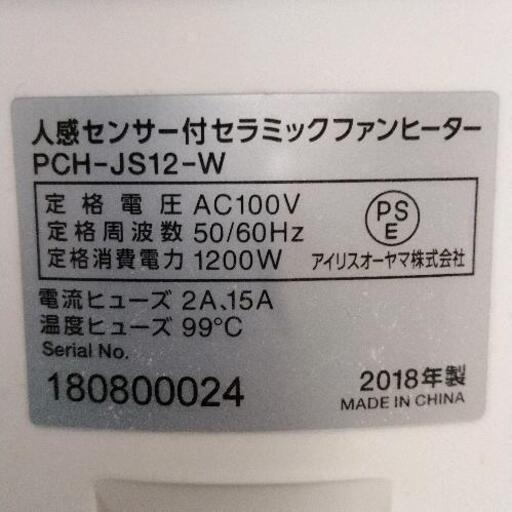 人感センサー付セラミックファンヒーター
PCH-JS12-W
定格電圧 AC100V
定格周波数 50/60Hz
定格消費電力 1200W
PS
E
アイリスオーヤマ株式会社
電流ヒューズ 2A、15A
温度ヒューズ 99°C
Serial No.
180800024
2018年製
MADE IN CHINA